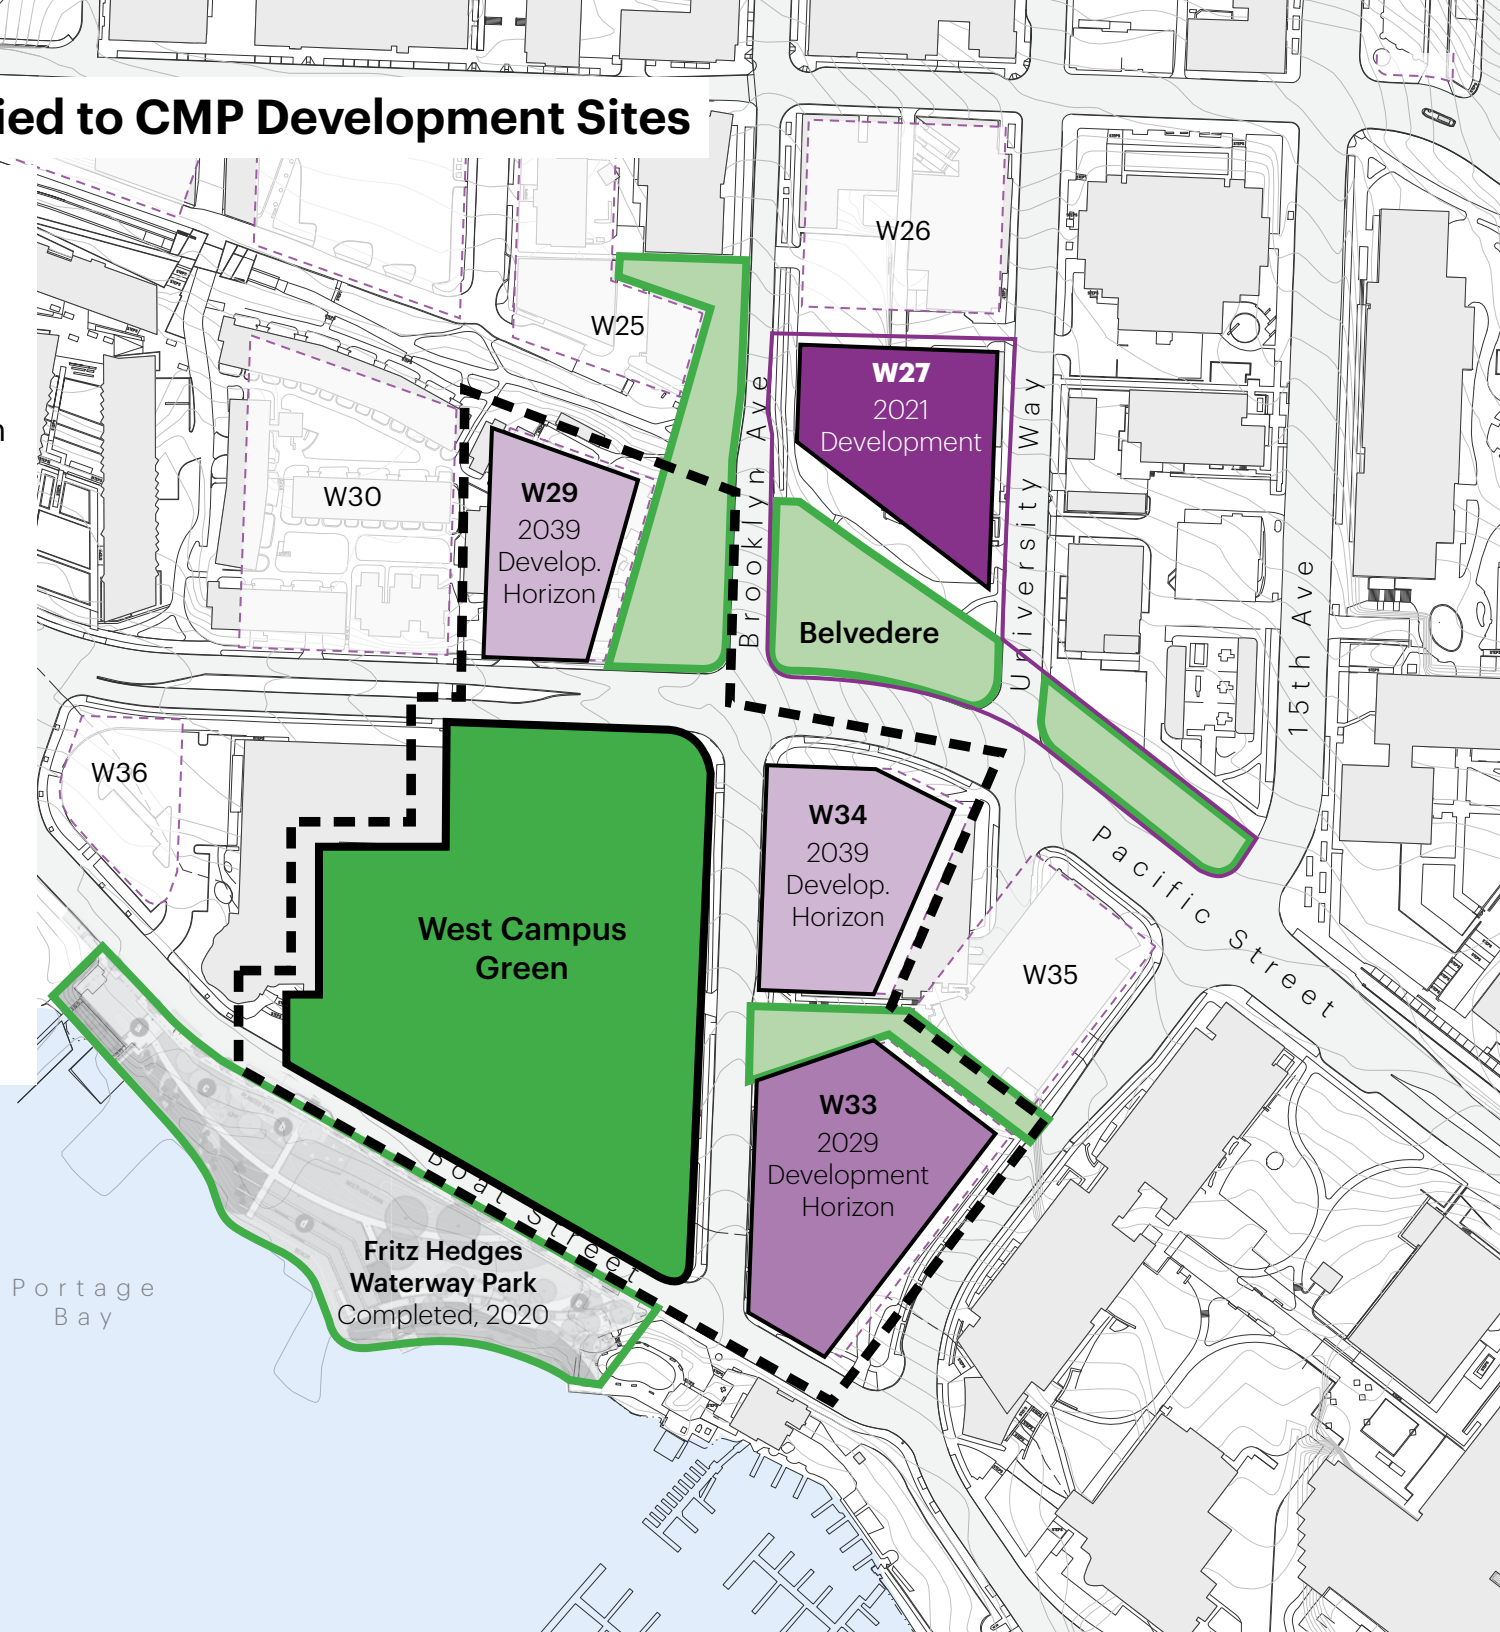 ied to CMP Development Sites
W26
W25
W27
2021
Development
Brooklyn Ave
University Way
15th Ave
W30
W29
2039
Develop.
Horizon
Belvedere
W36
W34
2039
Develop.
Horizon
Pacific Street
West Campus
Green
W35
W33
2029
Development
Horizon
Boat Street
Fritz Hedges
Waterway Park
Completed, 2020
Portage
Bay